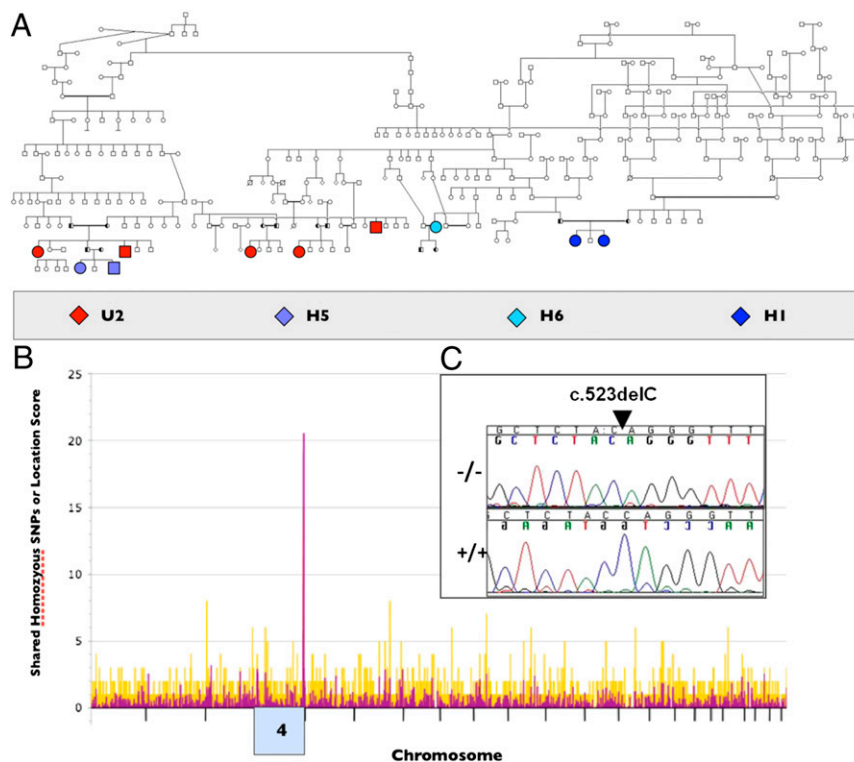 A
U2 H5 H6 H1
B
C
25
20
15
10
5
0
Shared Homozyous SNPs or Location Score
c.523delC
-/-
G C T C T A : C A G G G T T T
G C T C T A C A G G G T T T
+/+
G C T C T A C C A G G G T T
G A G A T G G T C C C A A
4
Chromosome